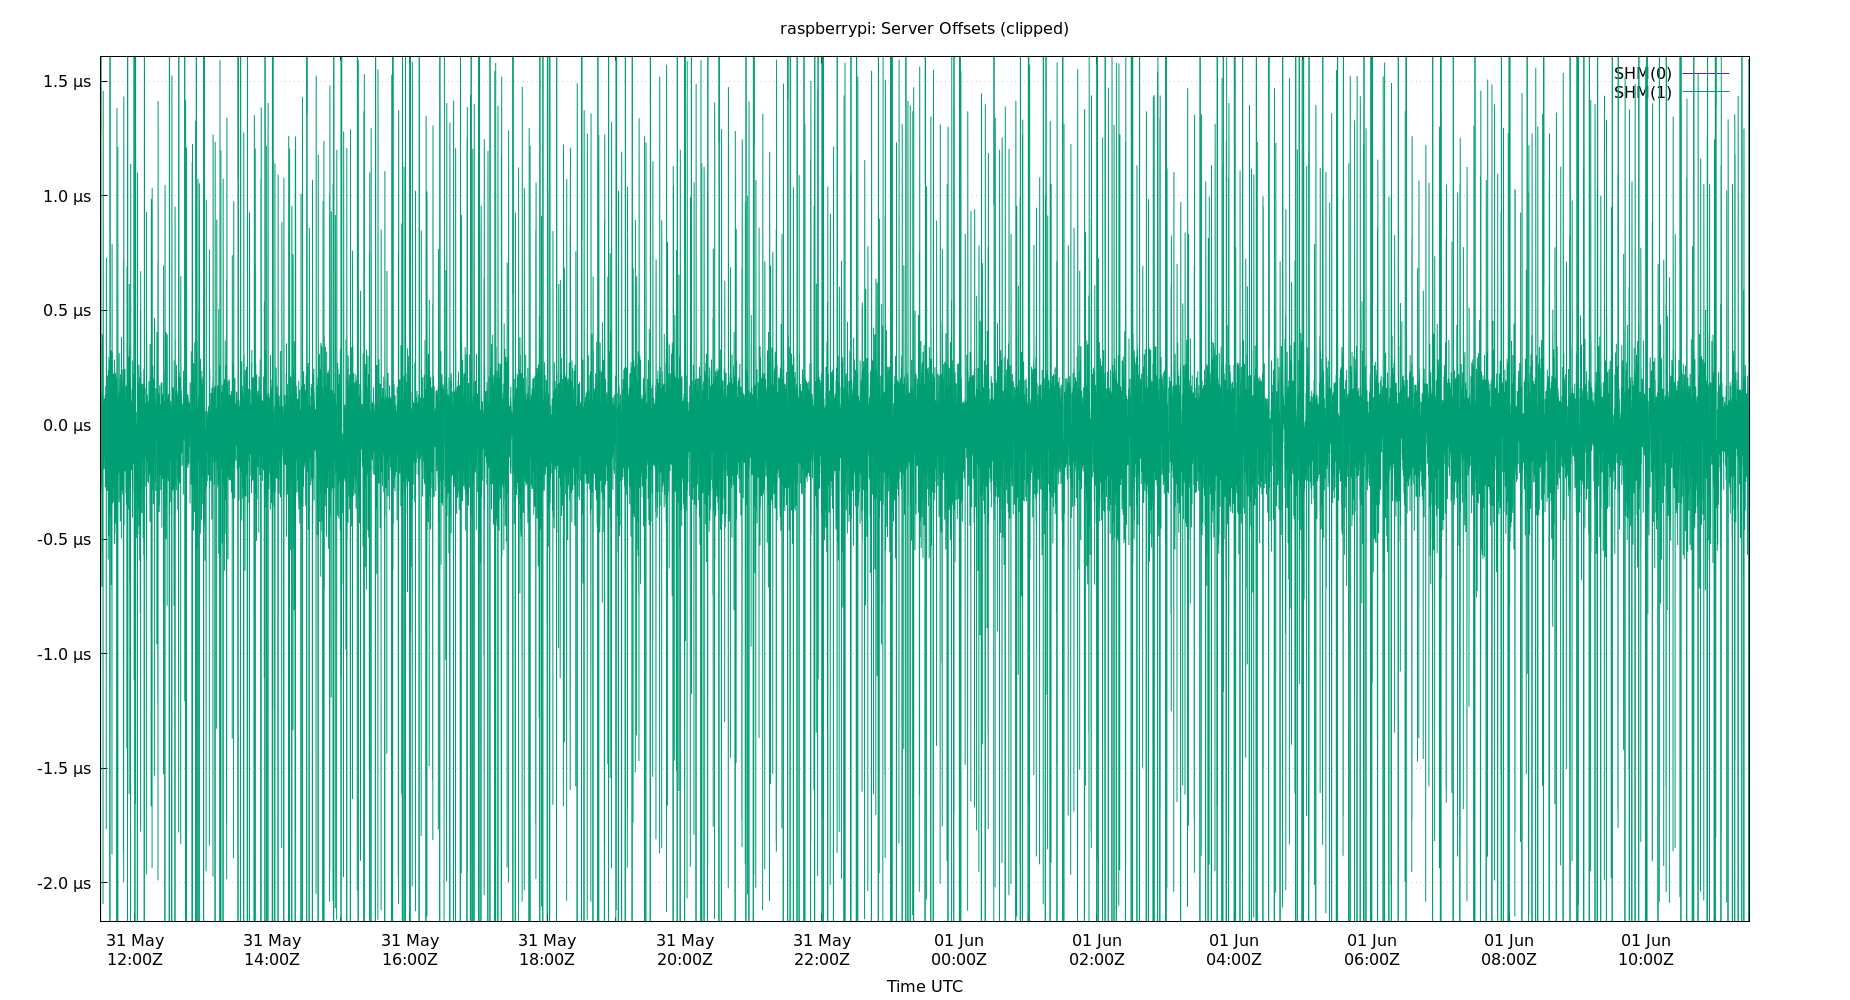 raspberrypi: Server Offsets (clipped)
SHM(0)
SHM(1)
1.5 µs
1.0 µs
0.5 µs
0.0 µs
-0.5 µs
-1.0 µs
-1.5 µs
-2.0 µs
31 May 31 May 31 May 31 May 31 May 31 May 01 Jun 01 Jun 01 Jun 01 Jun 01 Jun 01 Jun
12:00Z 14:00Z 16:00Z 18:00Z 20:00Z 22:00Z 00:00Z 02:00Z 04:00Z 06:00Z 08:00Z 10:00Z
Time UTC